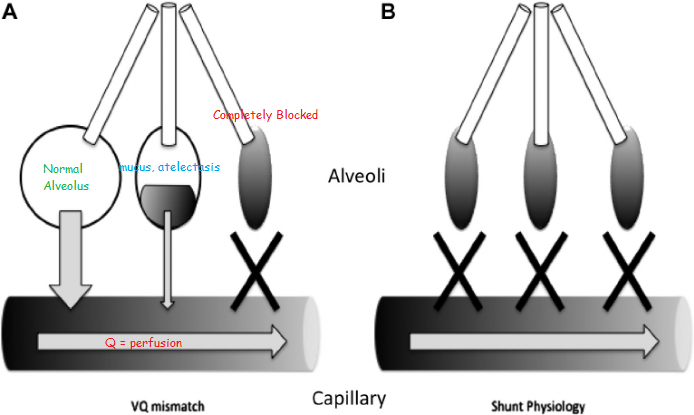 A
B
Completely Blocked
Normal
Alveolus
mucus, atelectasis
Alveoli
Q = perfusion
Capillary
VQ mismatch
Shunt Physiology